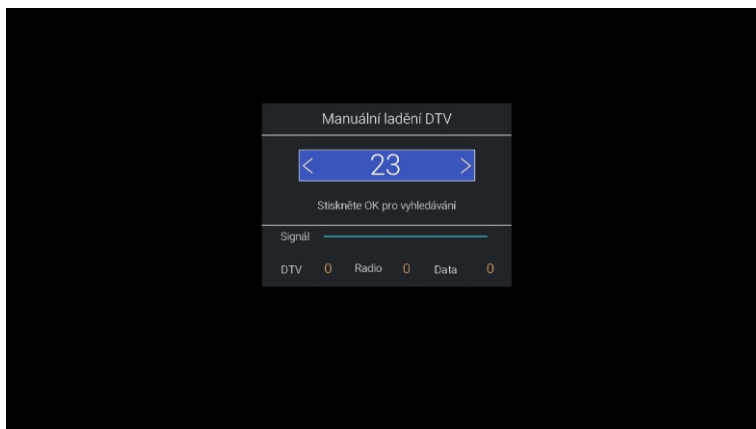 Manuální ladění DTV
< 23 >
Stiskněte OK pro vyhledávání
Signál
DTV 0 Radio 0 Data 0